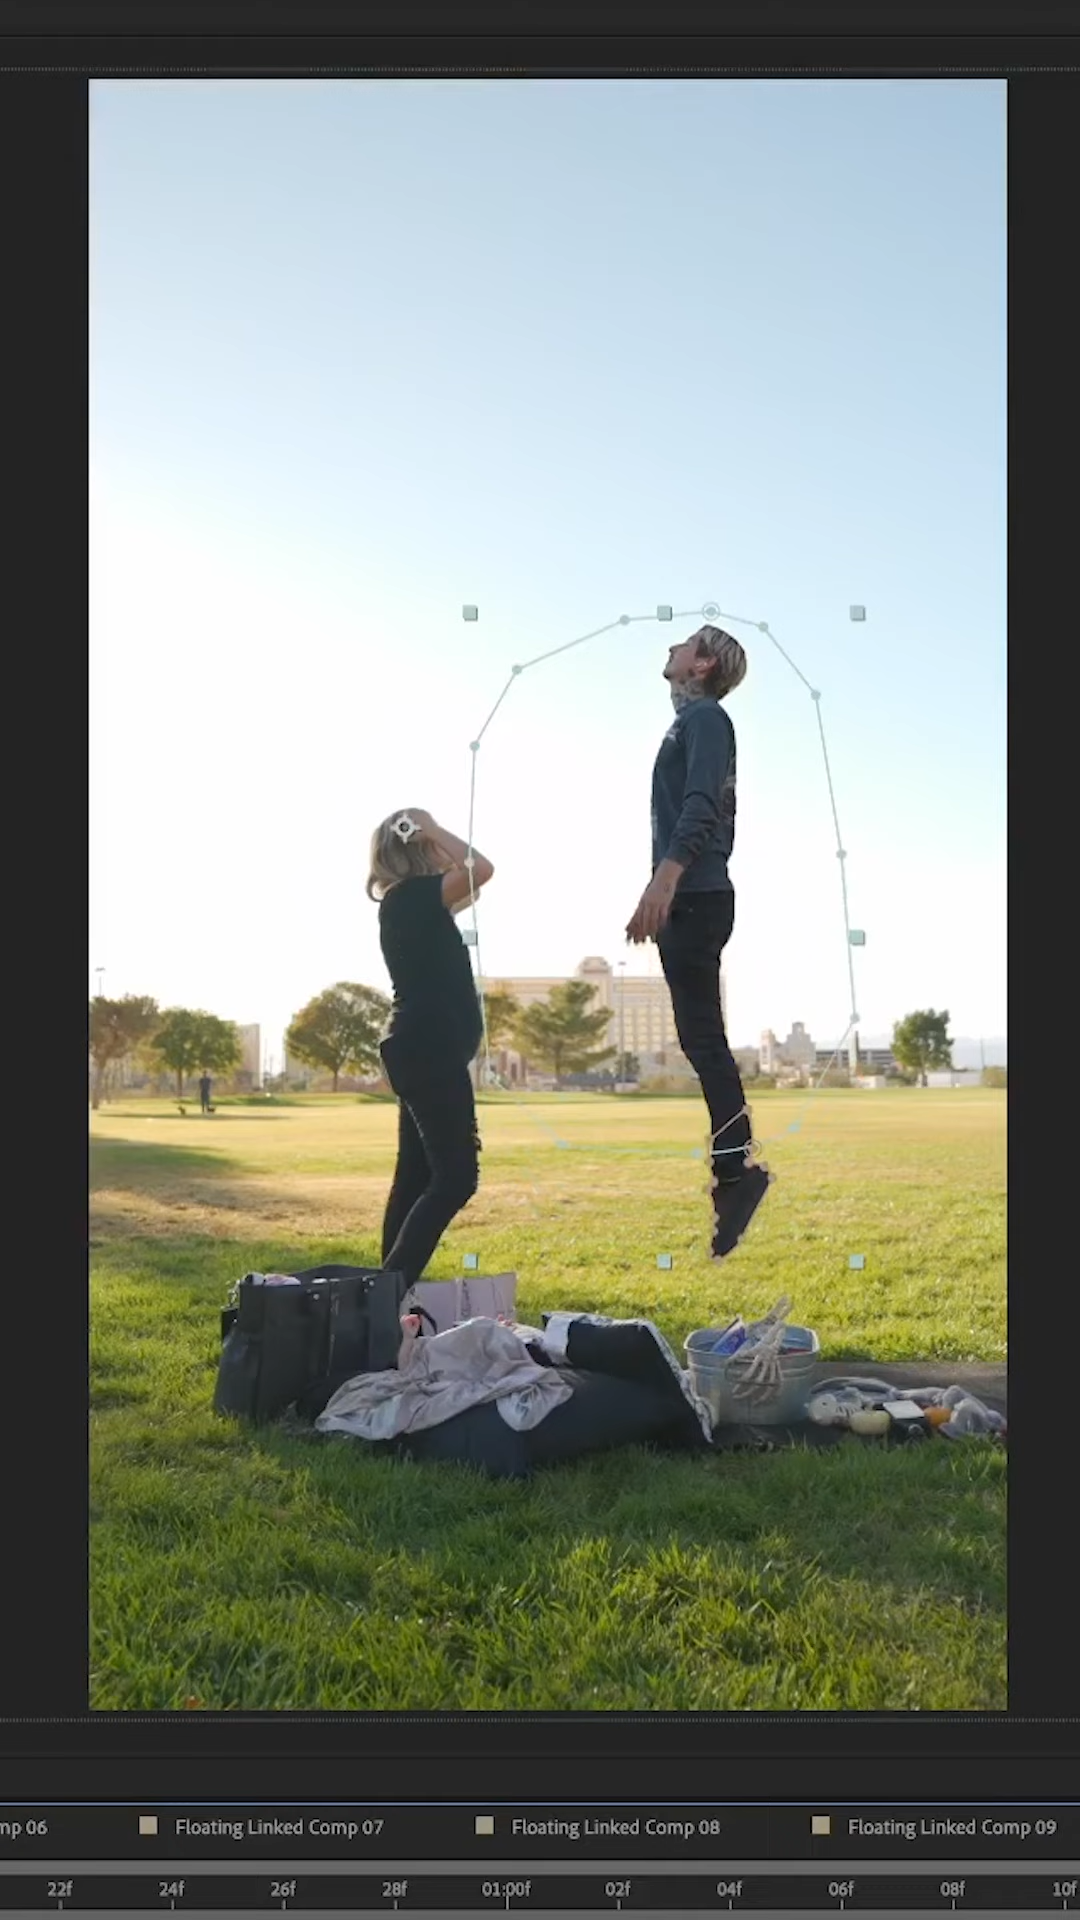 mp 06 Floating Linked Comp 07 Floating Linked Comp 08 Floating Linked Comp 09
22f 24f 26f 28f 01:00f 02f 04f 06f 08f 10f